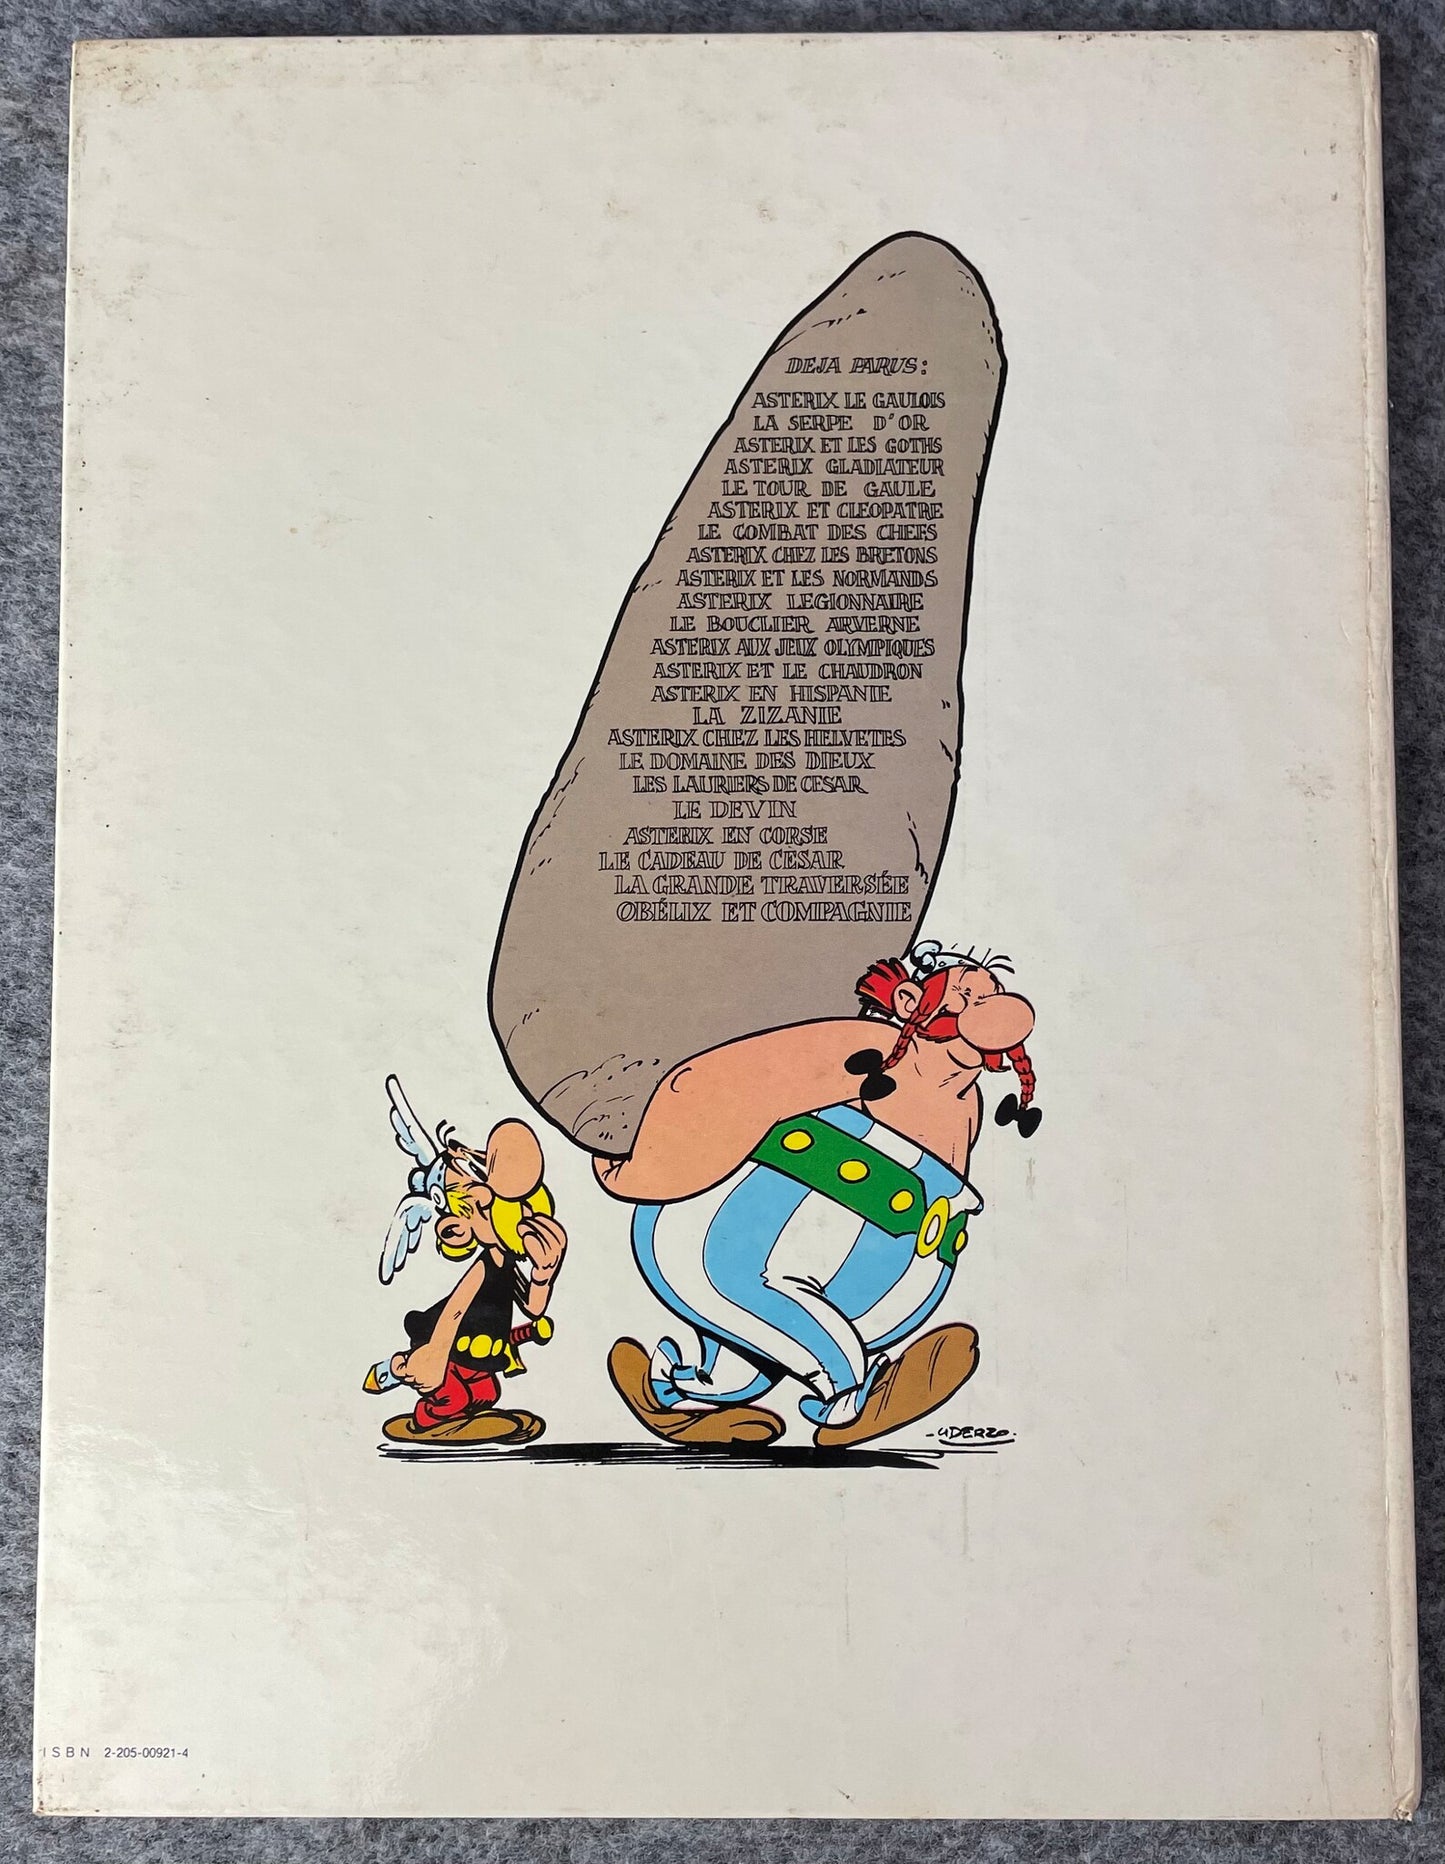 DEJA PARUS :
ASTERIX LE GAULOIS
LA SERPE D'OR
ASTERIX ET LES GOTHS
ASTERIX GLADIATEUR
LE TOUR DE GAULE
ASTERIX ET CLEOPATRE
LE COMBAT DES CHEFS
ASTERIX CHEZ LES BRETONS
ASTERIX ET LES NORMANDS
ASTERIX LEGIONNAIRE
LE BOUCLIER ARVERNE
ASTERIX AUX JEUX OLYMPIQUES
ASTERIX ET LE CHAUDRON
ASTERIX EN HISPANIE
LA ZIZANIE
ASTERIX CHEZ LES HELVETES
LE DOMAINE DES DIEUX
LES LAURIERS DE CESAR
LE DEVIN
ASTERIX EN CORSE
LE CADEAU DE CESAR
LA GRANDE TRAVERSÉE
OBÉLIX ET COMPAGNIE
-UDERZO-
ISBN 2-205-00921-4